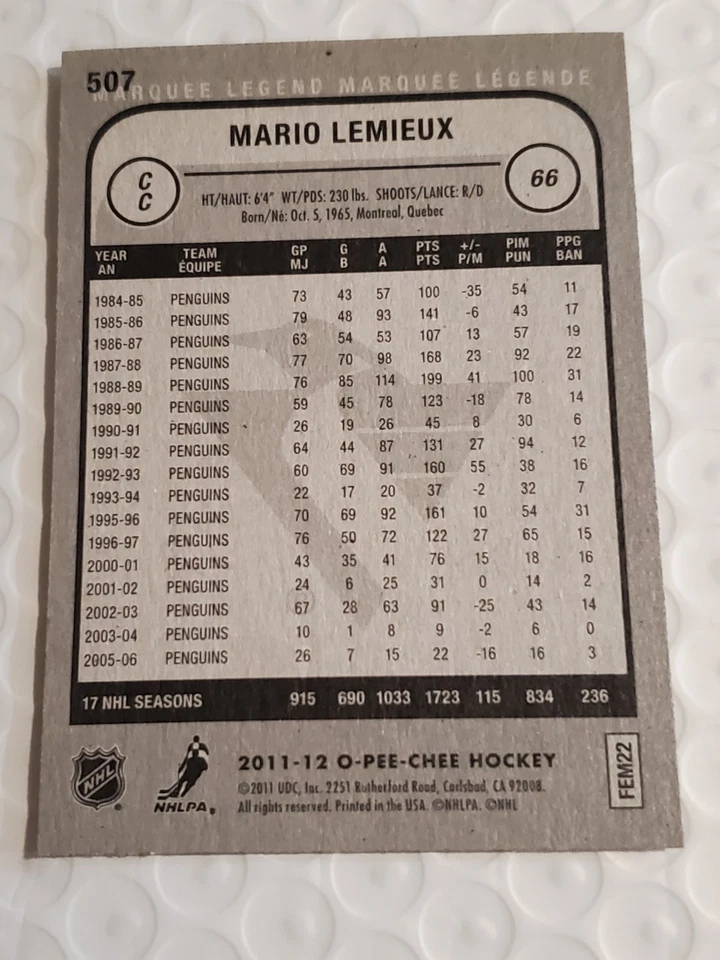 507
MARQUEE LEGEND MARQUEE LÉGENDE
MARIO LEMIEUX
C
C
HT/HAUT: 6'4" WT/PDS: 230 lbs. SHOOTS/LANCE: R/D
Born/Né: Oct. 5, 1965, Montreal, Quebec
66
YEAR TEAM GP G A PTS +/- PIM PPG
AN ÉQUIPE MJ B A PTS P/M PUN BAN
1984-85 PENGUINS 73 43 57 100 -35 54 11
1985-86 PENGUINS 79 48 93 141 -6 43 17
1986-87 PENGUINS 63 54 53 107 13 57 19
1987-88 PENGUINS 77 70 98 168 23 92 22
1988-89 PENGUINS 76 85 114 199 41 100 31
1989-90 PENGUINS 59 45 78 123 -18 78 14
1990-91 PENGUINS 26 19 26 45 8 30 6
1991-92 PENGUINS 64 44 87 131 27 94 12
1992-93 PENGUINS 60 69 91 160 55 38 16
1993-94 PENGUINS 22 17 20 37 -2 32 7
1995-96 PENGUINS 70 69 92 161 10 54 31
1996-97 PENGUINS 76 50 72 122 27 65 15
2000-01 PENGUINS 43 35 41 76 15 18 16
2001-02 PENGUINS 24 6 25 31 0 14 2
2002-03 PENGUINS 67 28 63 91 -25 43 14
2003-04 PENGUINS 10 1 8 9 -2 6 0
2005-06 PENGUINS 26 7 15 22 -16 16 3
17 NHL SEASONS 915 690 1033 1723 115 834 236
NHL
NHLPA
2011-12 O-PEE-CHEE HOCKEY
©2011 UDC, Inc. 2251 Rutherford Road, Carlsbad, CA 92008.
All rights reserved. Printed in the USA. ©NHLPA. ©NHL
FEM22